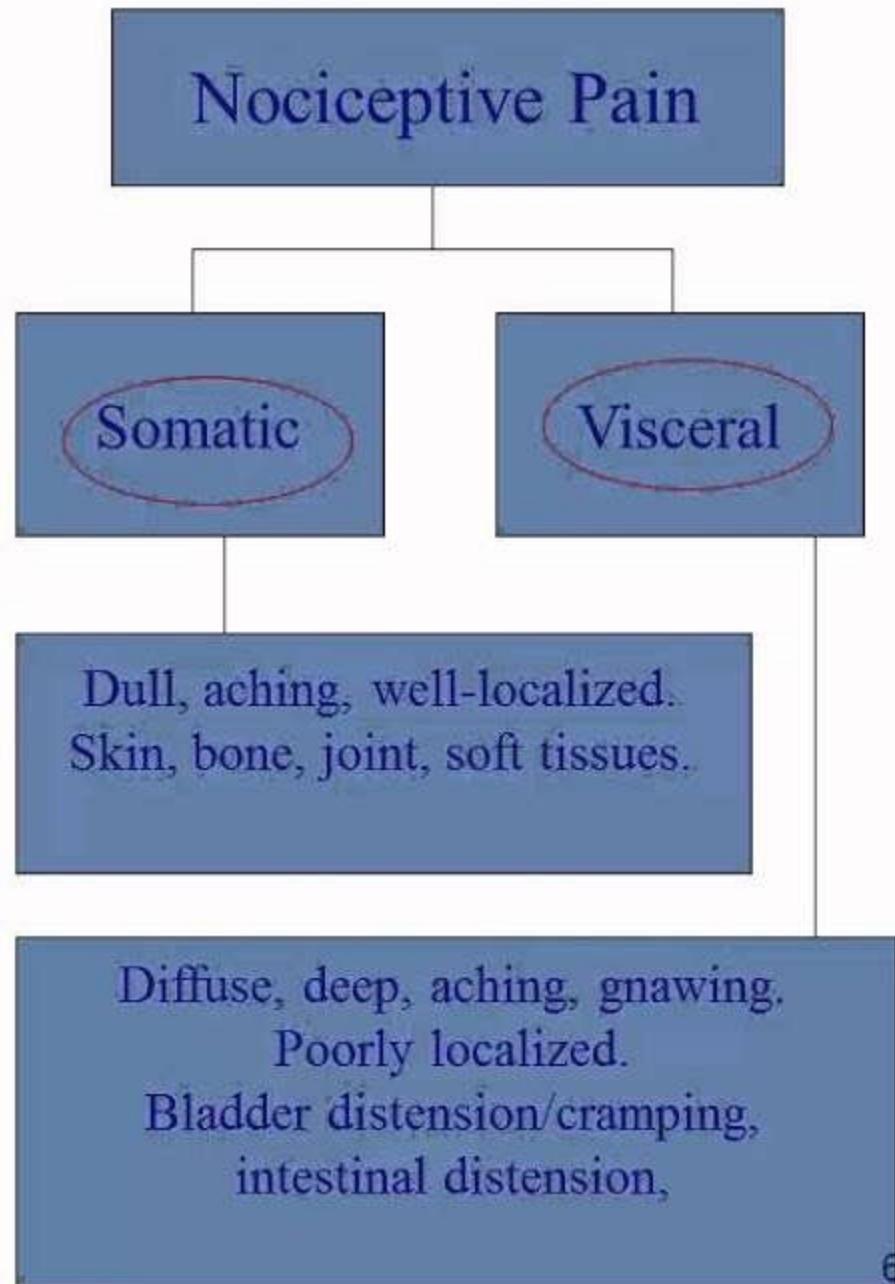 Nociceptive Pain
Somatic
Visceral
Dull, aching, well-localized.
Skin, bone, joint, soft tissues.
Diffuse, deep, aching, gnawing.
Poorly localized.
Bladder distension/cramping,
intestinal distension,
6